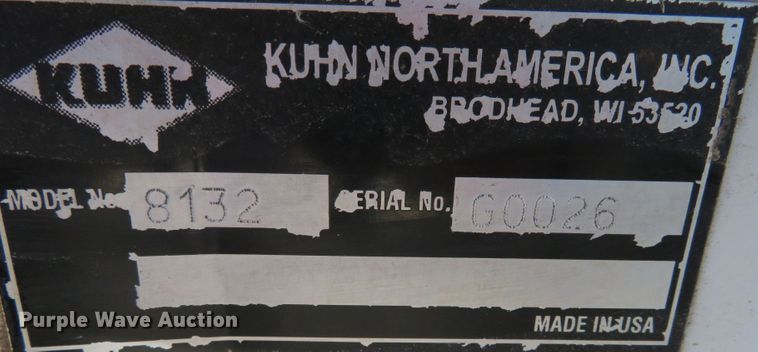 KUHN
KUHN NORTH AMERICA, INC.
BRODHEAD, WI 53520
MODEL No. 8132 SERIAL No. G0026
MADE IN USA
Purple Wave Auction